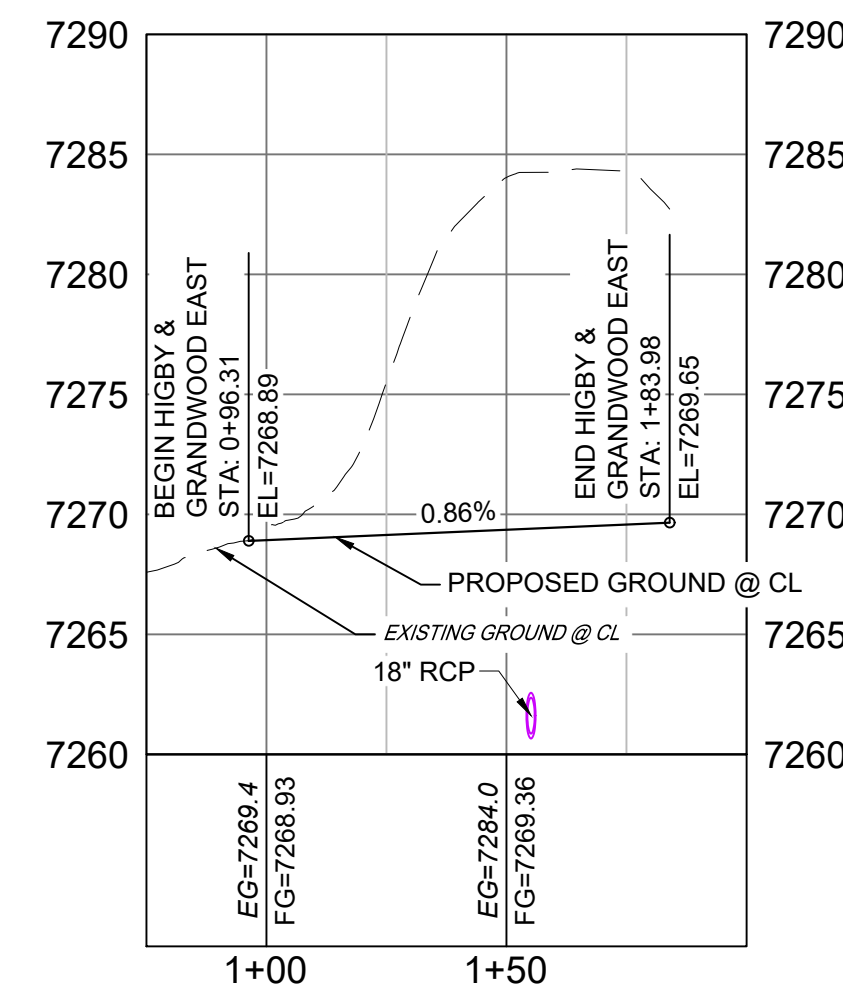 7290
7290
7285
7285
7280
7280
7275
7275
7270
7270
7265
7265
7260
7260
BEGIN HIGBY &
GRANDWOOD EAST
STA: 0+96.31
EL=7268.89
END HIGBY &
GRANDWOOD EAST
STA: 1+83.98
EL=7269.65
0.86%
PROPOSED GROUND @ CL
EXISTING GROUND @ CL
18" RCP
EG=7269.4
FG=7268.93
EG=7284.0
FG=7269.36
1+00
1+50